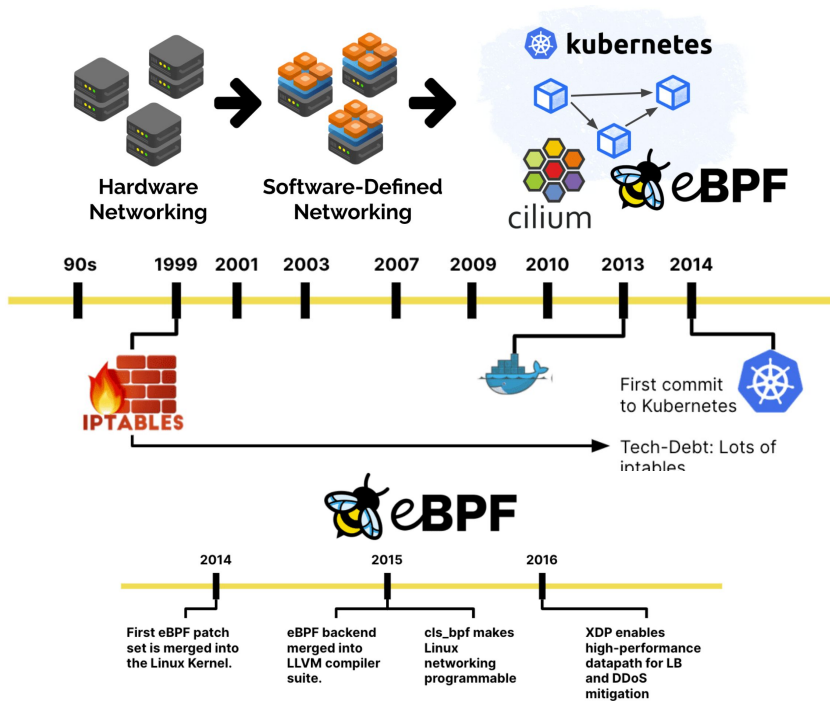 kubernetes
Hardware
Networking
Software-Defined
Networking
cilium
eBPF
90s
1999
2001
2003
2007
2009
2010
2013
2014
IPTABLES
First commit
to Kubernetes
Tech-Debt: Lots of
iptables
eBPF
2014
2015
2016
First eBPF patch
set is merged into
the Linux Kernel.
eBPF backend
merged into
LLVM compiler
suite.
cls_bpf makes
Linux
networking
programmable
XDP enables
high-performance
datapath for LB
and DDoS
mitigation